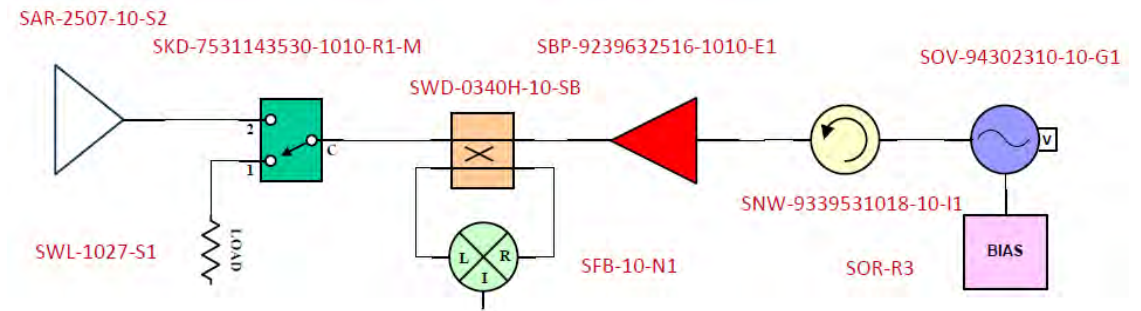 SAR-2507-10-S2
SKD-7531143530-1010-R1-M
SBP-9239632516-1010-E1
SOV-94302310-10-G1
SWD-0340H-10-SB
2
1
C
V
SNW-9339531018-10-I1
SWL-1027-S1
LOAD
L
R
I
SFB-10-N1
SOR-R3
BIAS